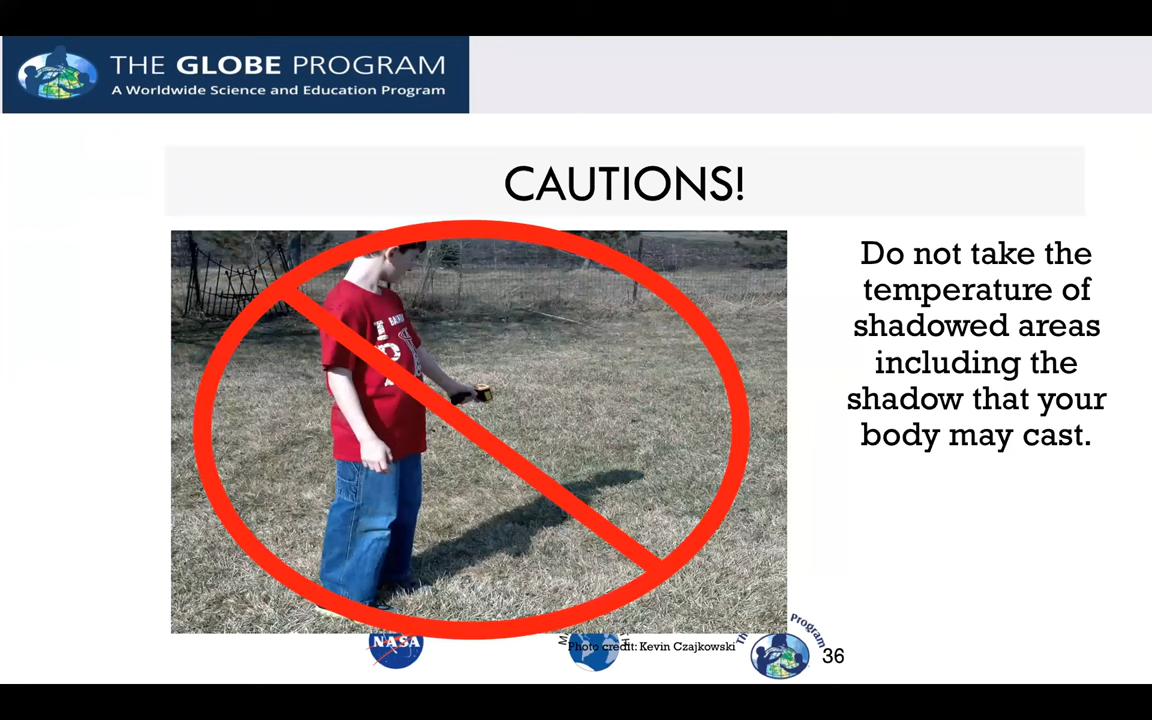 THE GLOBE PROGRAM
A Worldwide Science and Education Program
CAUTIONS!
Do not take the
temperature of
shadowed areas
including the
shadow that your
body may cast.
NASA
Photo credit: Kevin Czajkowski
Program
36